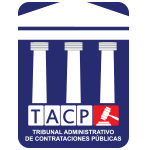 TACP
TRIBUNAL ADMINISTRATIVO
DE CONTRATACIONES PÚBLICAS